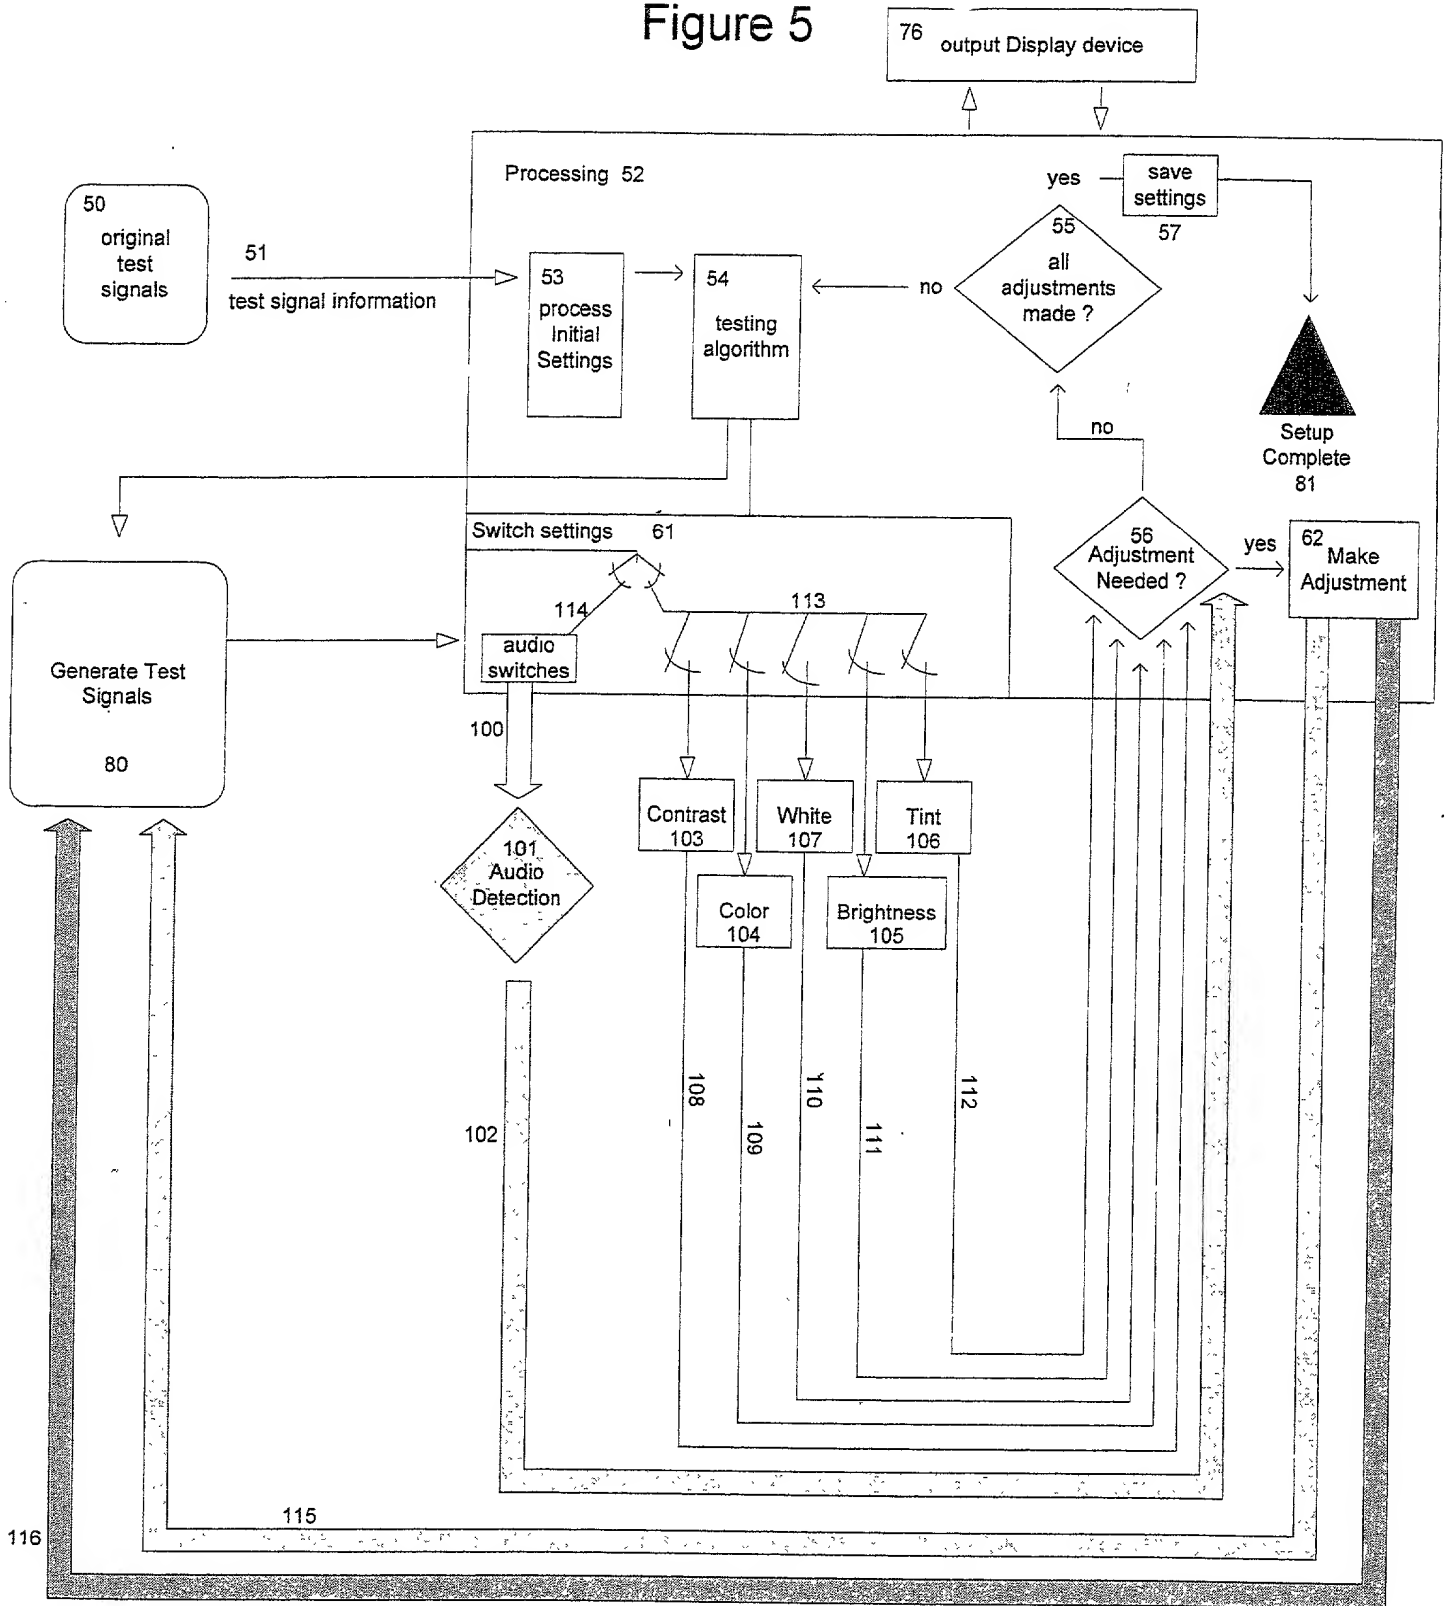 Figure 5
76
output Display device
Processing 52
yes
save
settings
57
50
original
test
signals
51
test signal information
53
process
Initial
Settings
54
testing
algorithm
no
55
all
adjustments
made ?
no
Setup
Complete
81
Switch settings 61
114
113
audio
switches
56
Adjustment
Needed ?
yes
62
Make
Adjustment
Generate Test
Signals
80
100
Contrast
103
White
107
Tint
106
101
Audio
Detection
Color
104
Brightness
105
108
109
110
111
112
102
115
116